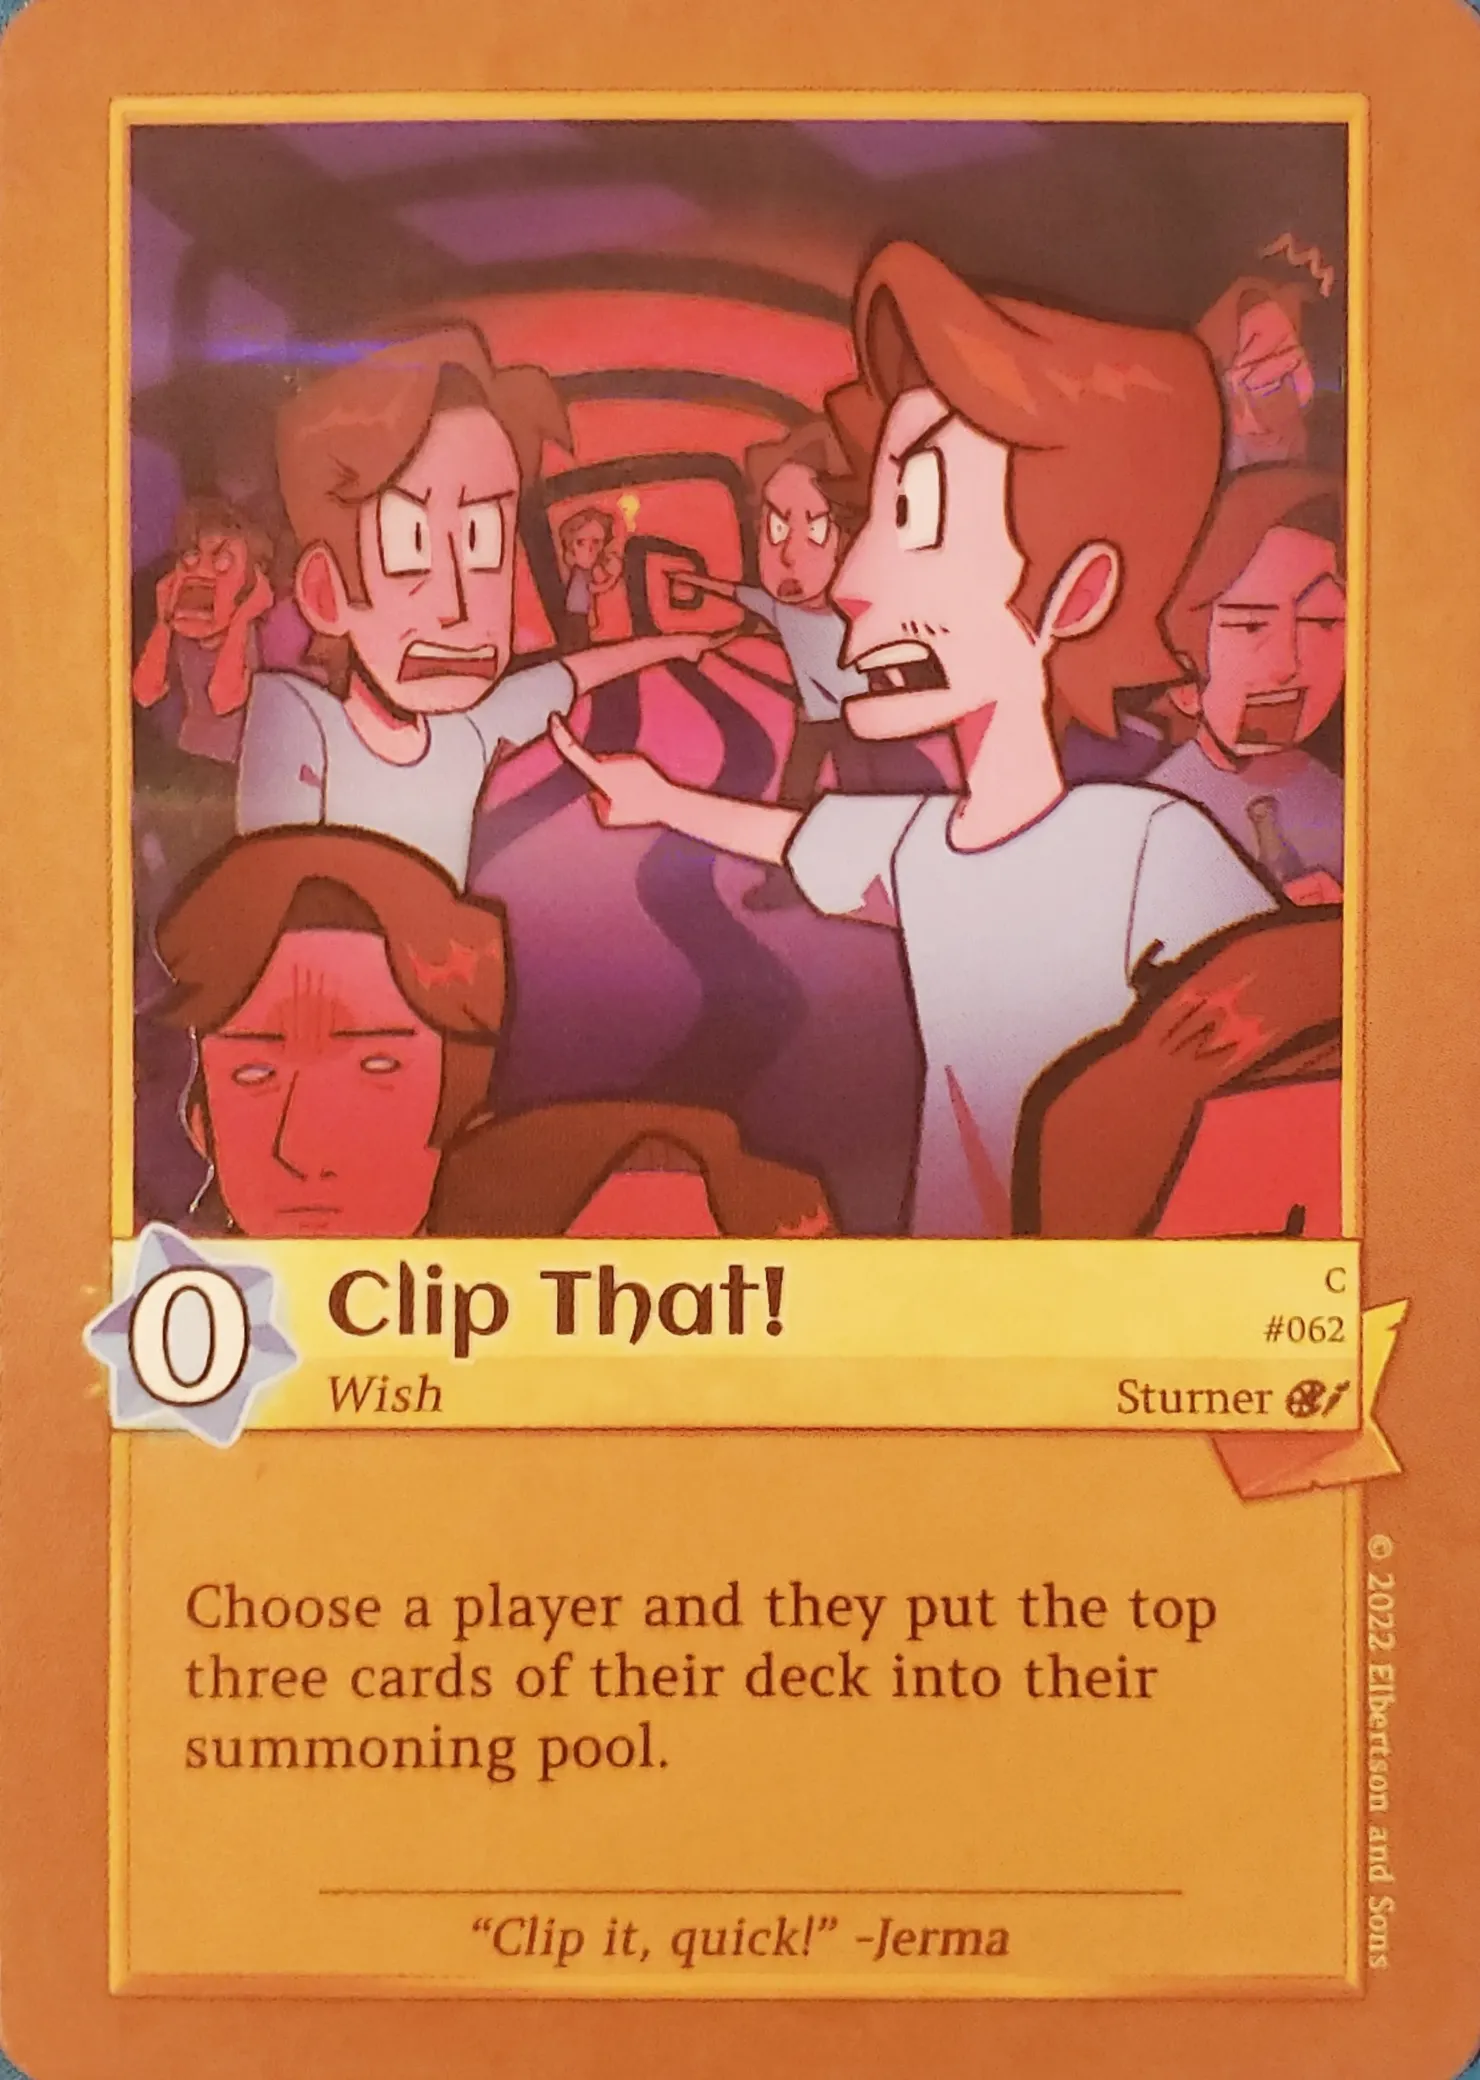 0
Clip That!
C
#062
Wish
Sturner
Choose a player and they put the top
three cards of their deck into their
summoning pool.
“Clip it, quick!” -Jerma
© 2022 Elbertson and Sons